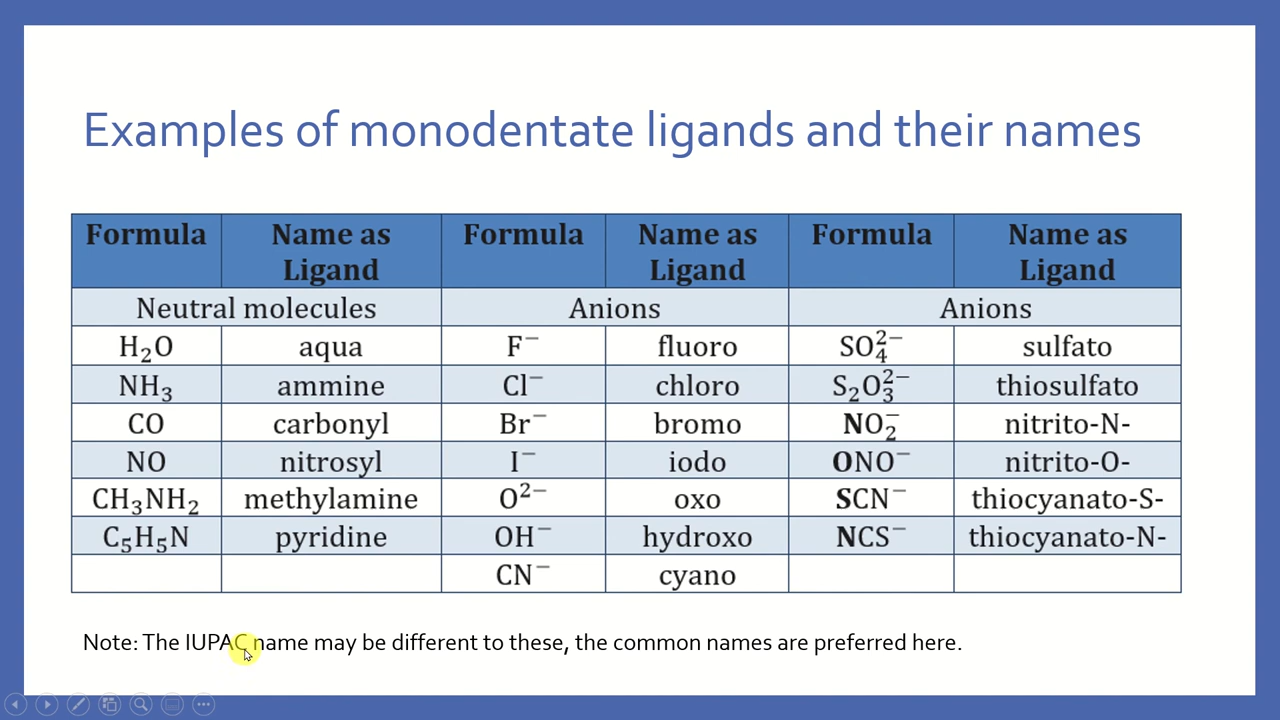 Examples of monodentate ligands and their names
Formula Name as Ligand Formula Name as Ligand Formula Name as Ligand
Neutral molecules Anions Anions
H₂O aqua F⁻ fluoro SO₄²⁻ sulfato
NH₃ ammine Cl⁻ chloro S₂O₃²⁻ thiosulfato
CO carbonyl Br⁻ bromo NO₂⁻ nitrito-N-
NO nitrosyl I⁻ iodo ONO⁻ nitrito-O-
CH₃NH₂ methylamine O²⁻ oxo SCN⁻ thiocyanato-S-
C₅H₅N pyridine OH⁻ hydroxo NCS⁻ thiocyanato-N-
CN⁻ cyano
Note: The IUPAC name may be different to these, the common names are preferred here.